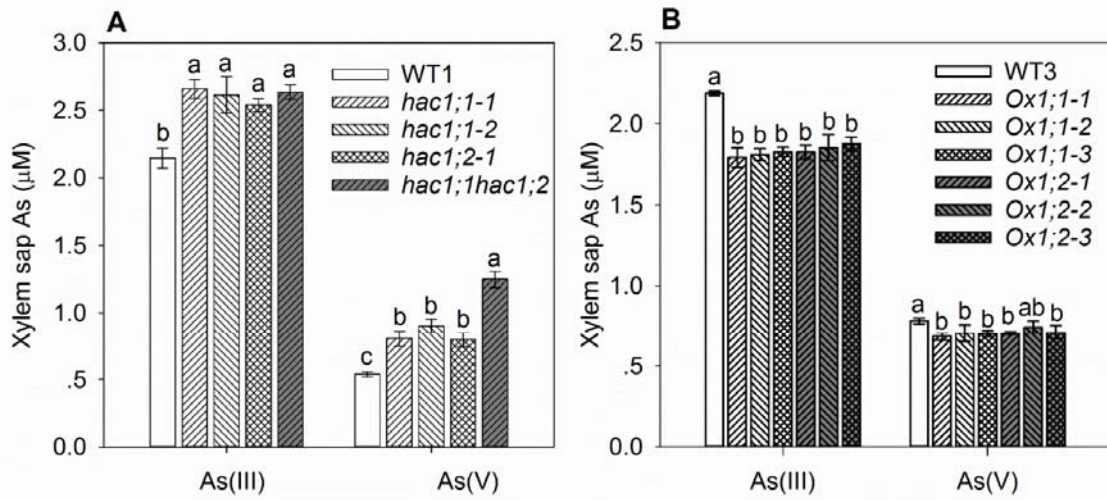 A
Xylem sap As (μM)
3.0
2.5
2.0
1.5
1.0
.5
0.0
b
a
a
a
a
c
b
b
b
a
WT1
hac1;1-1
hac1;1-2
hac1;2-1
hac1;1hac1;2
As(III)
As(V)
B
Xylem sap As (μM)
2.5
2.0
1.5
1.0
.5
0.0
a
b
b
b
b
b
b
a
b
b
b
b
ab
b
WT3
Ox1;1-1
Ox1;1-2
Ox1;1-3
Ox1;2-1
Ox1;2-2
Ox1;2-3
As(III)
As(V)